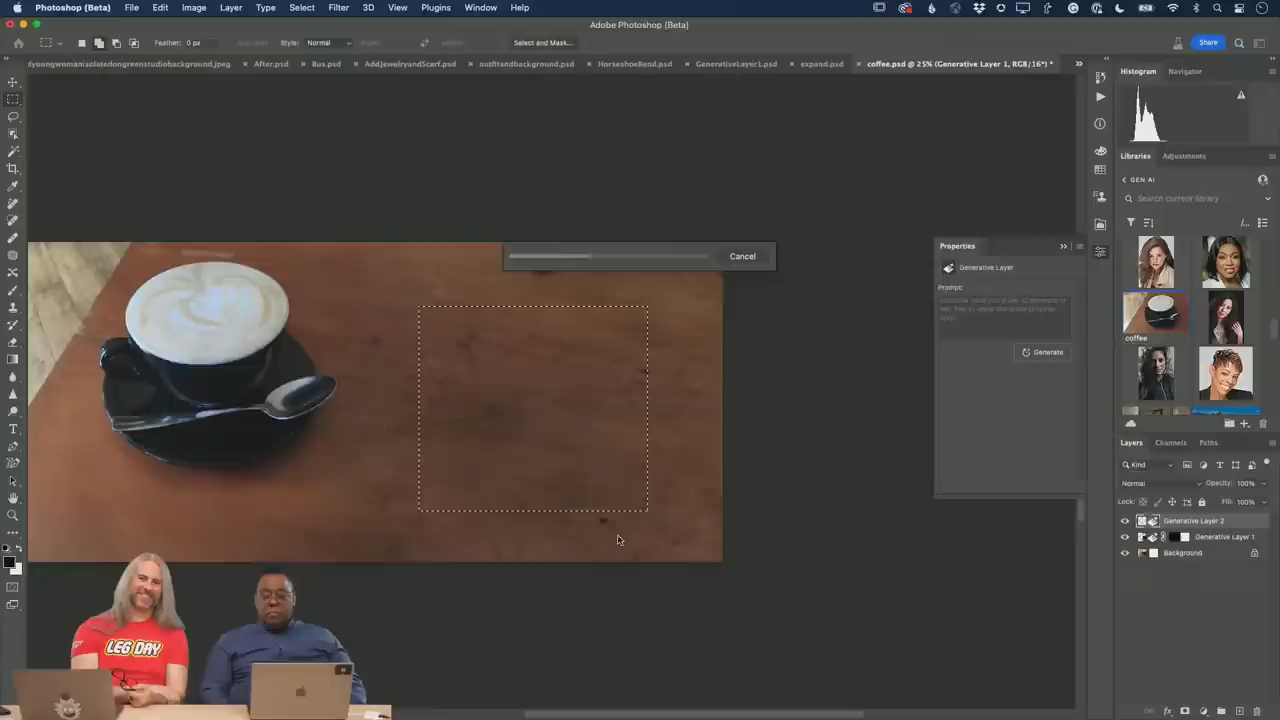 Photoshop (Beta) File Edit Image Layer Type Select Filter 3D View Plugins Window Help
Adobe Photoshop (Beta)
Feather: 0 px Style: Normal Select and Mask... Share
dyoungwomanisolatedongreenstudiobackground.jpeg After.psd Bus.psd AddJewelryandScarf.psd outfitandbackground.psd HorseshoeBend.psd GenerativeLayer1.psd expand.psd coffee.psd @ 25% (Generative Layer 1, RGB/16*) *
Histogram Navigator
Libraries Adjustments
GEN AI
Search current library
coffee
Cancel
Properties
Generative Layer
Prompt:
Generate
Layers Channels Paths
Kind
Normal Opacity: 100%
Lock: Fill: 100%
Generative Layer 2
Generative Layer 1
Background
fx
LEG DAY